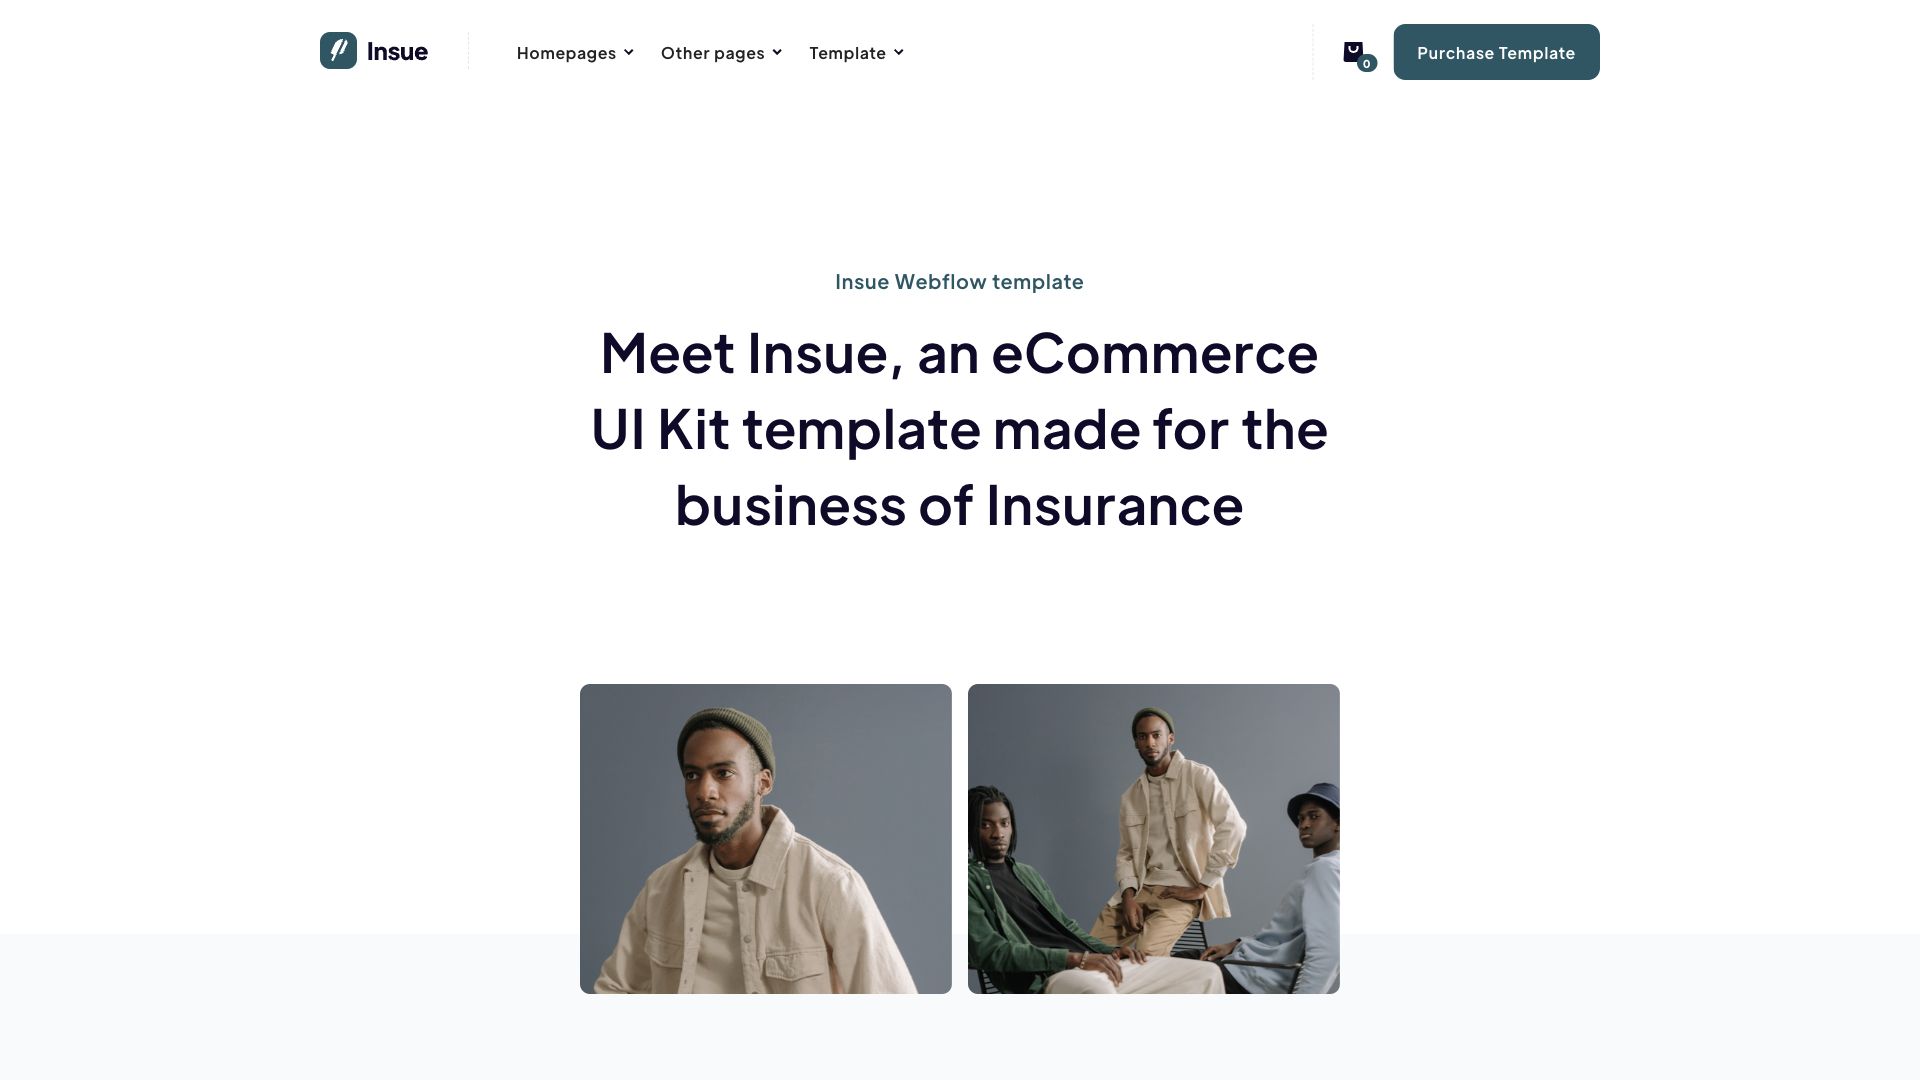 Insue
Homepages
Other pages
Template
0
Purchase Template
Insue Webflow template
Meet Insue, an eCommerce
UI Kit template made for the
business of Insurance